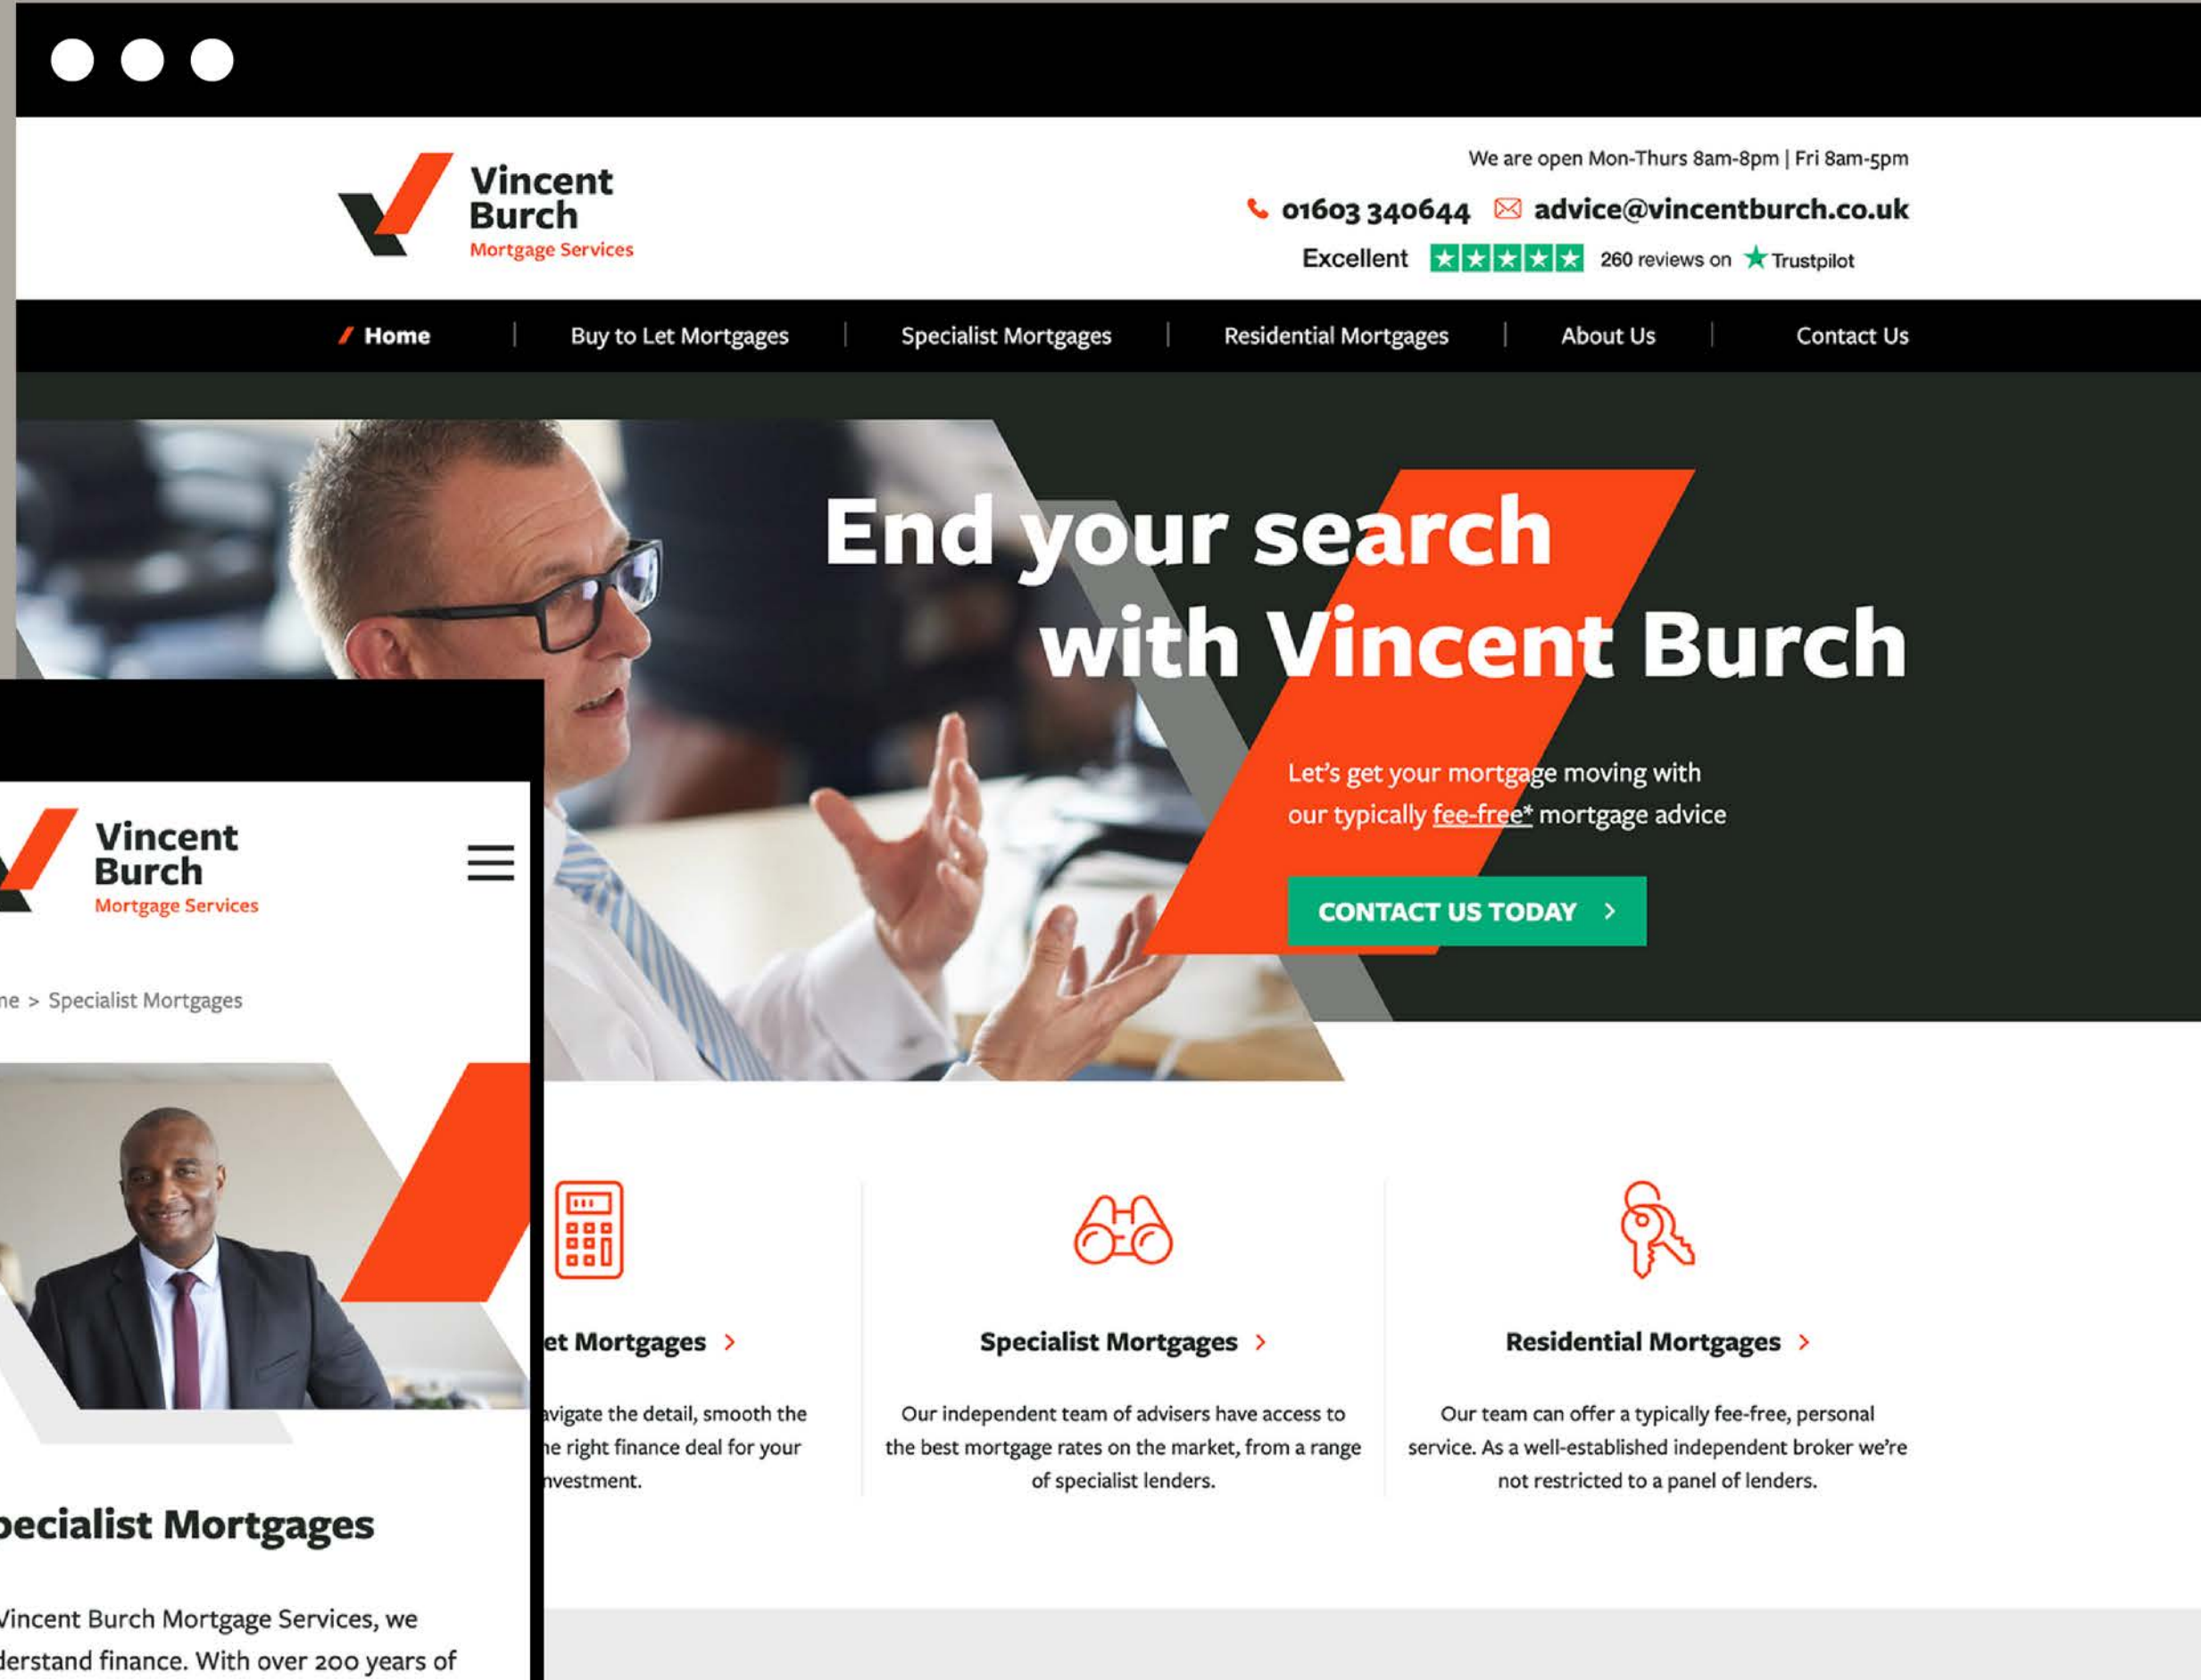 Vincent
Burch
Mortgage Services
We are open Mon-Thurs 8am-8pm | Fri 8am-5pm
01603 340644 advice@vincentburch.co.uk
Excellent 260 reviews on Trustpilot
Home | Buy to Let Mortgages | Specialist Mortgages | Residential Mortgages | About Us | Contact Us
End your search
with Vincent Burch
Let's get your mortgage moving with
our typically fee-free* mortgage advice
CONTACT US TODAY >
et Mortgages >
avigate the detail, smooth the
he right finance deal for your
nvestment.
Specialist Mortgages >
Our independent team of advisers have access to
the best mortgage rates on the market, from a range
of specialist lenders.
Residential Mortgages >
Our team can offer a typically fee-free, personal
service. As a well-established independent broker we're
not restricted to a panel of lenders.
Vincent
Burch
Mortgage Services
me > Specialist Mortgages
pecialist Mortgages
Vincent Burch Mortgage Services, we
derstand finance. With over 200 years of